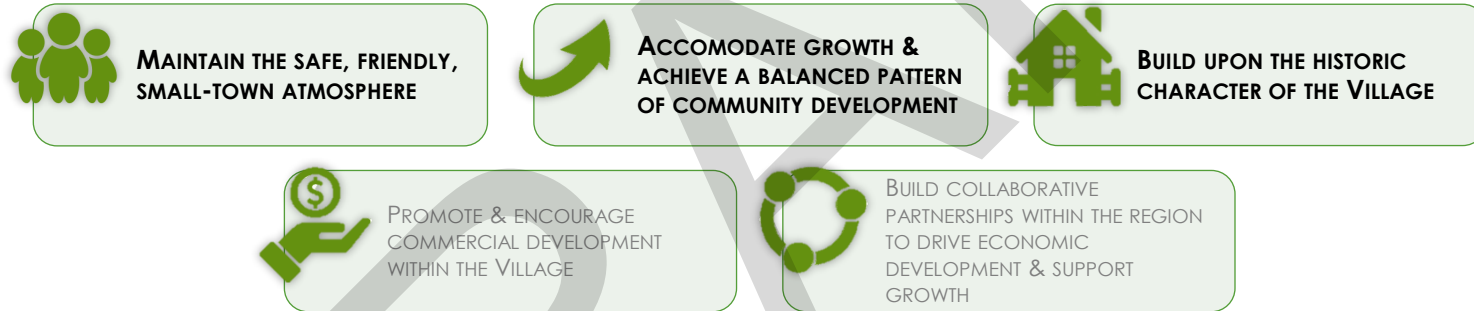 MAINTAIN THE SAFE, FRIENDLY,
SMALL-TOWN ATMOSPHERE
ACCOMODATE GROWTH &
ACHIEVE A BALANCED PATTERN
OF COMMUNITY DEVELOPMENT
BUILD UPON THE HISTORIC
CHARACTER OF THE VILLAGE
$
PROMOTE & ENCOURAGE
COMMERCIAL DEVELOPMENT
WITHIN THE VILLAGE
BUILD COLLABORATIVE
PARTNERSHIPS WITHIN THE REGION
TO DRIVE ECONOMIC
DEVELOPMENT & SUPPORT
GROWTH